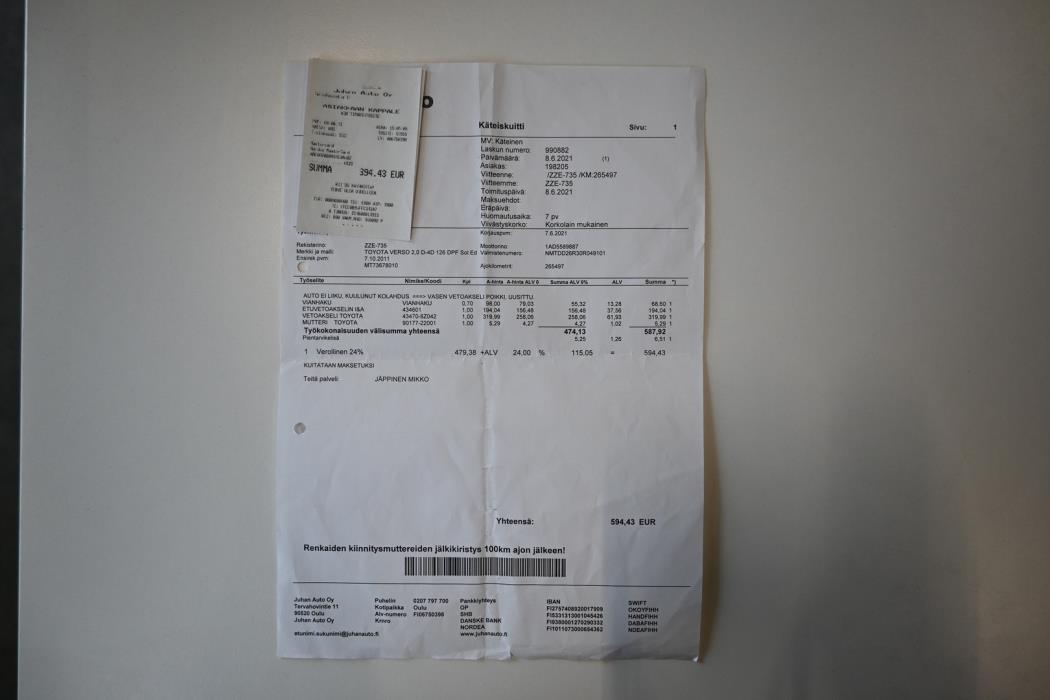 Juhan Auto Oy
ASIAKKAAN KAPPALE
SUMMA 394.43 EUR
Käteiskuitti Sivu: 1
MV: Käteinen
Laskun numero: 990882
Päivämäärä: 8.6.2021 (1)
Asiakas: 198205
Viitteenne: /ZZE-735 /KM:265497
Viitteemme: ZZE-735
Toimituspäivä: 8.6.2021
Maksuehdot:
Eräpäivä:
Huomautusaika: 7 pv
Viivästyskorko: Korkolain mukainen
Korjauspvm: 7.6.2021
Rekisterino: ZZE-735 Moottorino: 1AD5589887
Merkki ja malli: TOYOTA VERSO 2,0 D-4D 126 DPF Sol Ed Valmistenumero: NMTDD26R30R049101
Ensirek pvm: 7.10.2011
MT73678010 Ajokilometrit: 265497
Työselite Nimike/Koodi Kpl A-hinta A-hinta ALV 0 Summa ALV 0% ALV Summa *)
AUTO EI LIIKU, KUULUNUT KOLAHDUS. ===> VASEN VETOAKSELI POIKKI, UUSITTU.
VIANHAKU VIANHAKU 0,70 98,00 79,03 55,32 13,28 68,60 1
ETUVETOAKSELIN I&A 434601 1,00 194,04 156,48 156,48 37,56 194,04 1
VETOAKSELI TOYOTA 43470-8Z042 1,00 319,99 258,06 258,06 61,93 319,99 1
MUTTERI TOYOTA 90177-22001 1,00 5,29 4,27 4,27 1,02 5,29 1
Työkokonaisuuden välisumma yhteensä 474,13 587,92
Pientarvikelisä 5,25 1,26 6,51 1
1 Verollinen 24% 479,38 +ALV 24,00 % 115,05 = 594,43
KUITATAAN MAKSETUKSI
Teitä palveli: JÄPPINEN MIKKO
Yhteensä: 594,43 EUR
Renkaiden kiinnitysmuttereiden jälkikiristys 100km ajon jälkeen!
Juhan Auto Oy Puhelin 0207 797 700 Pankkiyhteys IBAN SWIFT
Tervahovintie 11 Kotipaikka Oulu OP FI2757408920017909 OKOYFIHH
90520 Oulu Alv-numero FI06750398 SHB FI5331313001045426 HANDFIHH
Juhan Auto Oy Krnro DANSKE BANK FI9380001270290332 DABAFIHH
NORDEA FI1011073000654362 NDEAFIHH
etunimi.sukunimi@juhanauto.fi www.juhanauto.fi